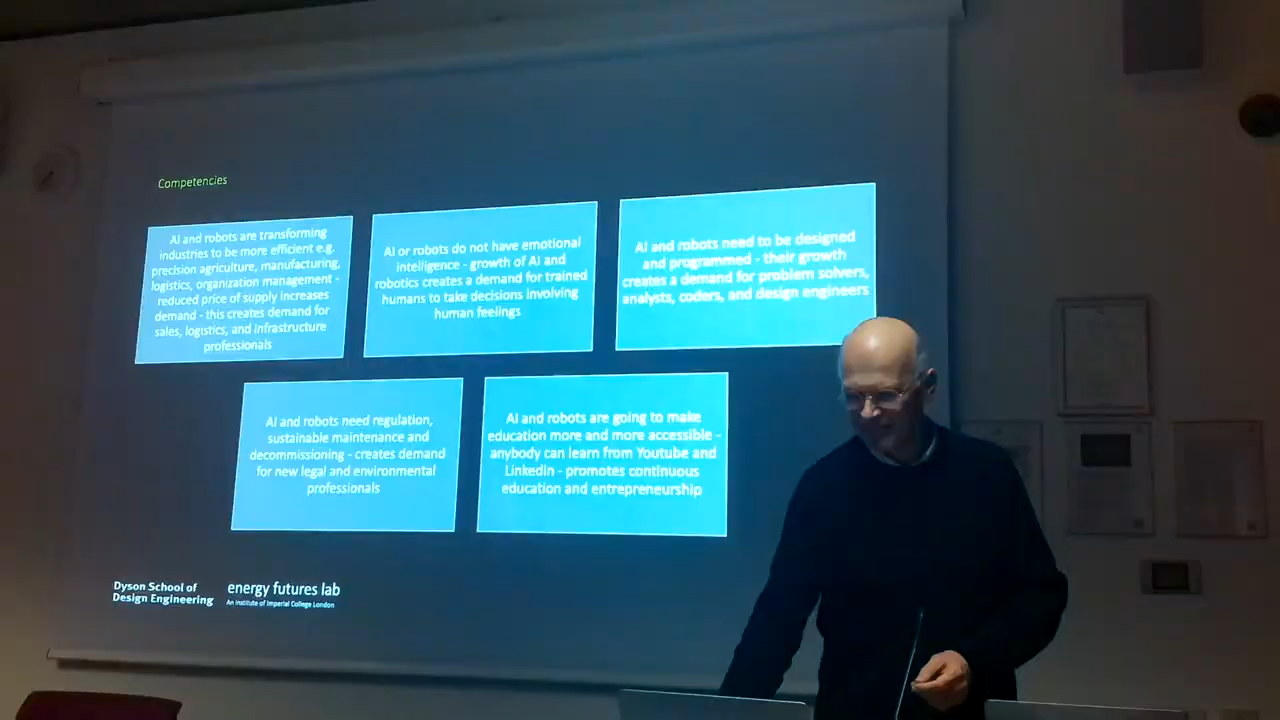 Competencies
AI and robots are transforming
industries to be more efficient e.g.
precision agriculture, manufacturing,
logistics, organization management -
reduced price of supply increases
demand - this creates demand for
sales, logistics, and infrastructure
professionals
AI or robots do not have emotional
intelligence - growth of AI and
robotics creates a demand for trained
humans to take decisions involving
human feelings
AI and robots need to be designed
and programmed - their growth
creates a demand for problem solvers,
analysts, coders, and design engineers
AI and robots need regulation,
sustainable maintenance and
decommissioning - creates demand
for new legal and environmental
professionals
AI and robots are going to make
education more and more accessible -
anybody can learn from Youtube and
LinkedIn - promotes continuous
education and entrepreneurship
Dyson School of
Design Engineering
energy futures lab
An institute of Imperial College London